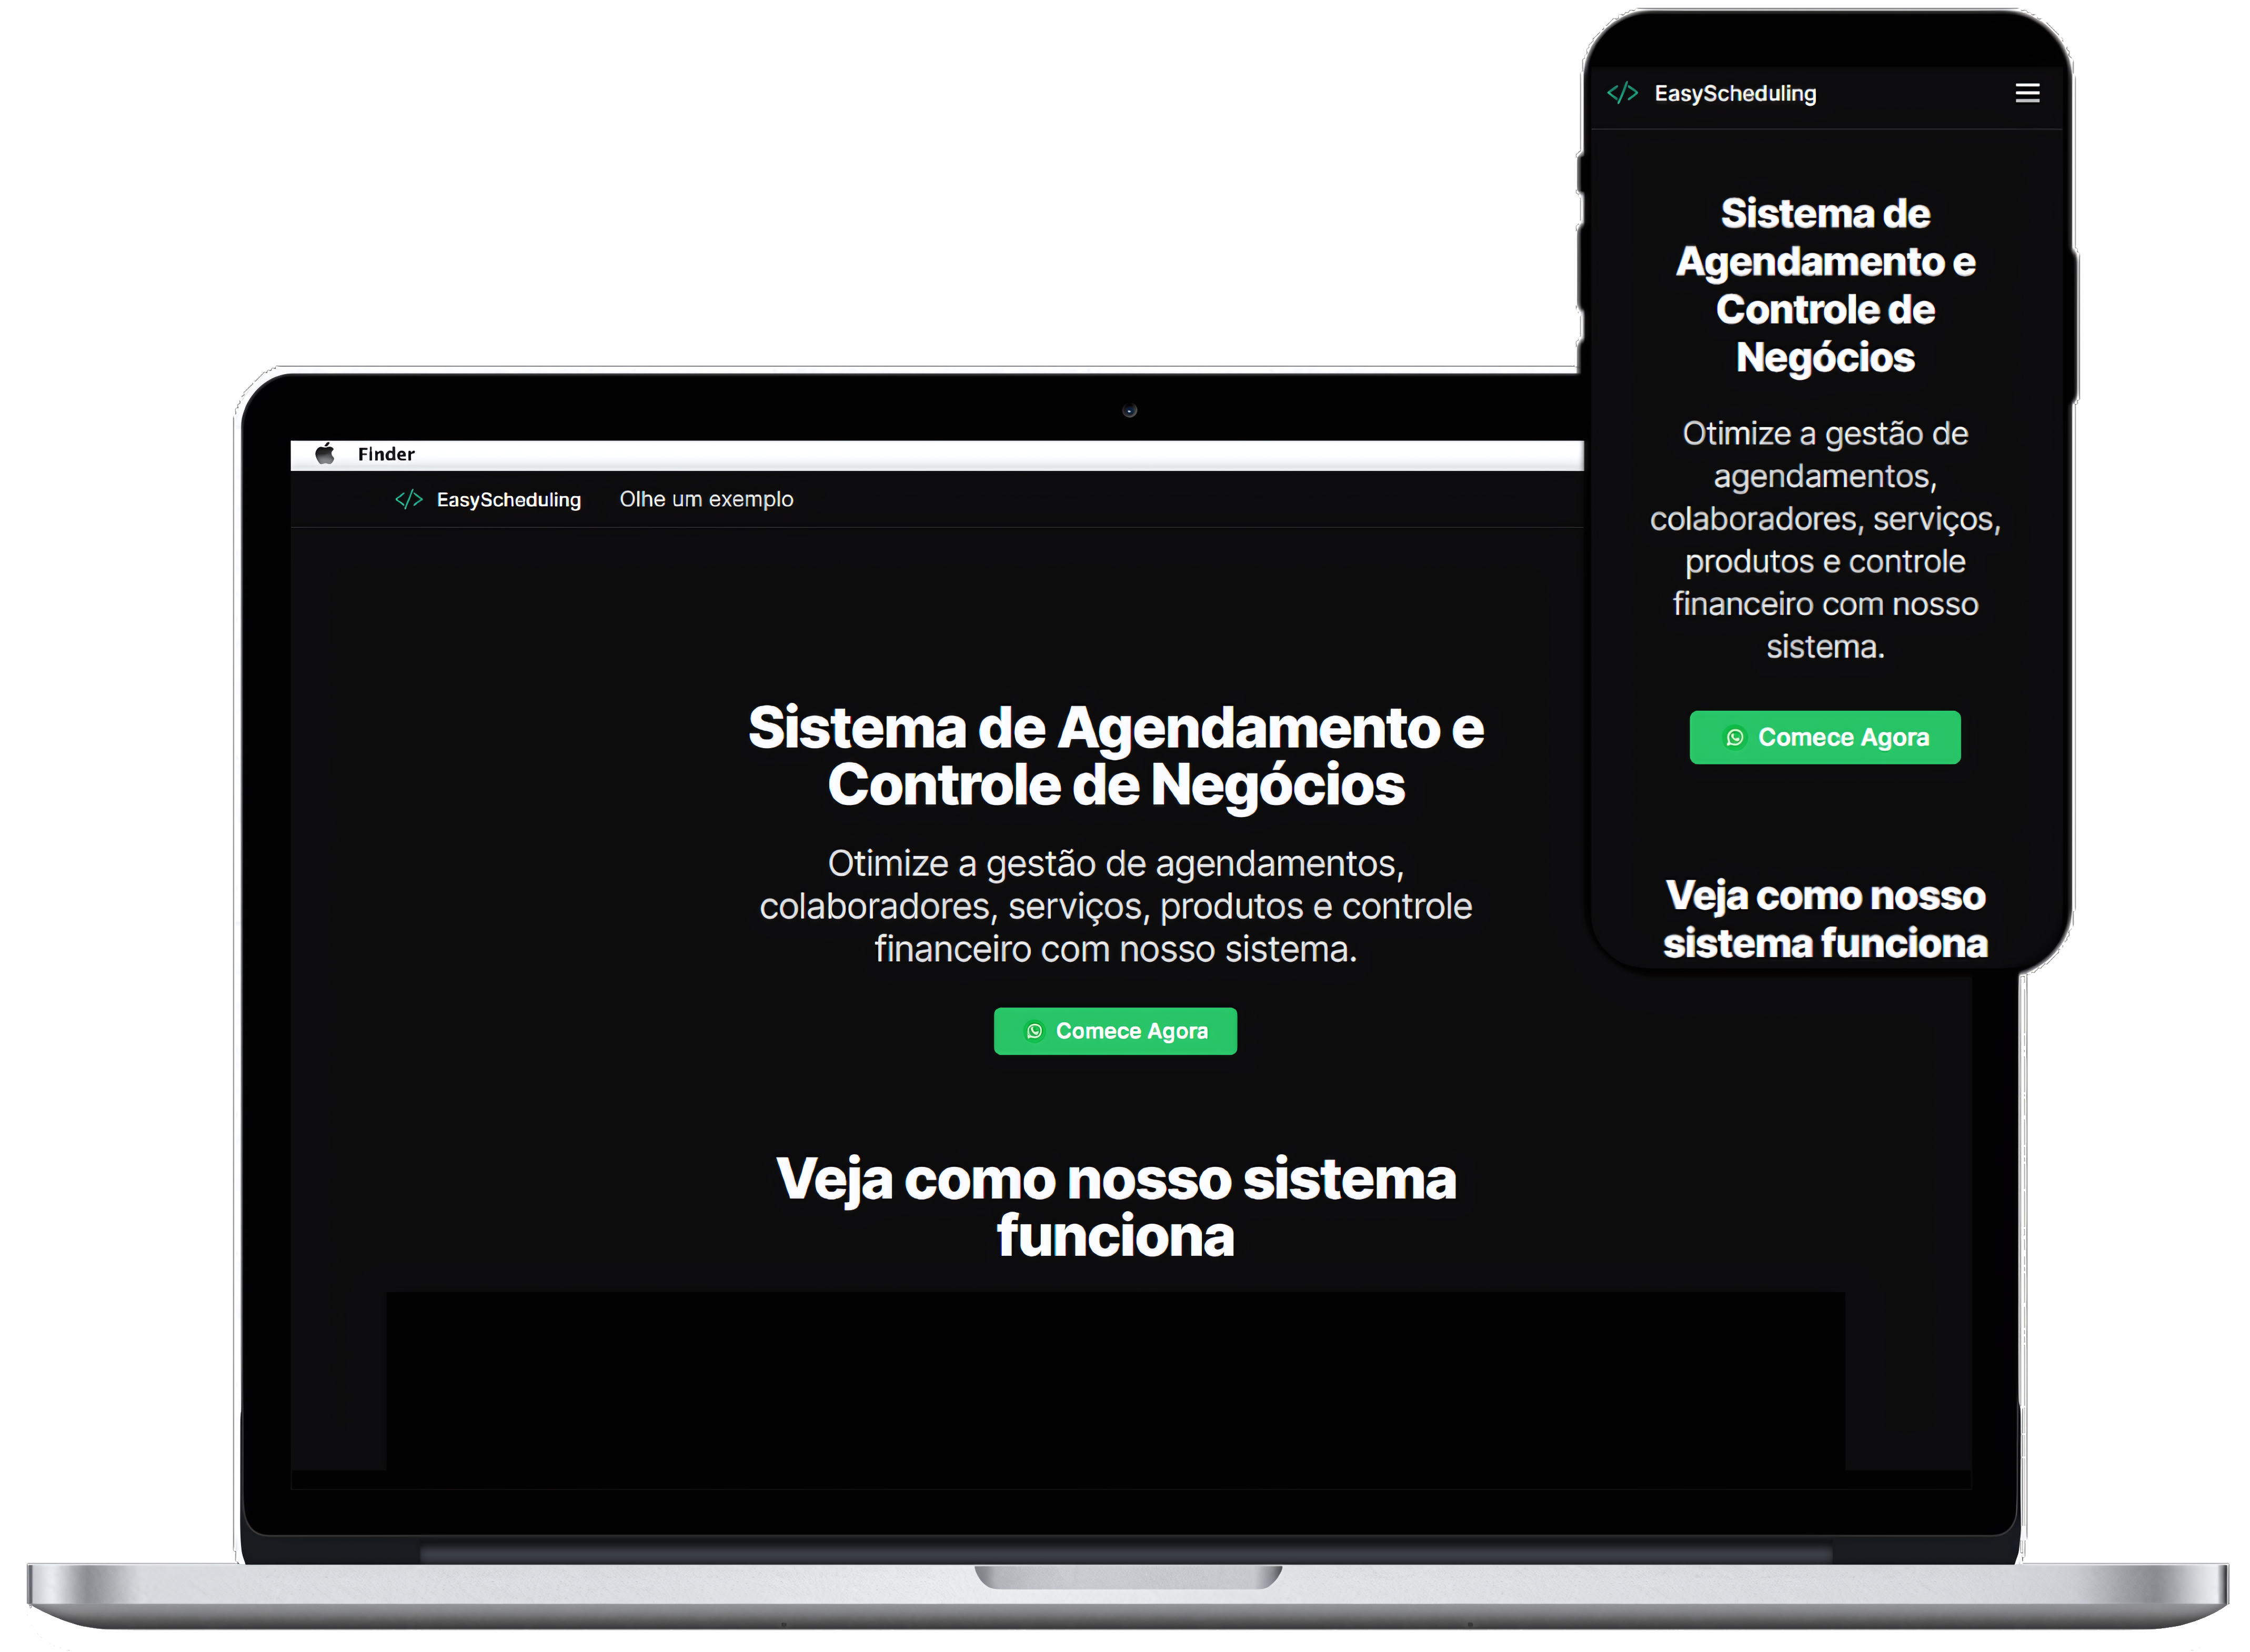 Finder
</> EasyScheduling Olhe um exemplo
Sistema de Agendamento e
Controle de Negócios
Otimize a gestão de agendamentos,
colaboradores, serviços, produtos e controle
financeiro com nosso sistema.
Comece Agora
Veja como nosso sistema
funciona
</> EasyScheduling
Sistema de
Agendamento e
Controle de
Negócios
Otimize a gestão de
agendamentos,
colaboradores, serviços,
produtos e controle
financeiro com nosso
sistema.
Comece Agora
Veja como nosso
sistema funciona